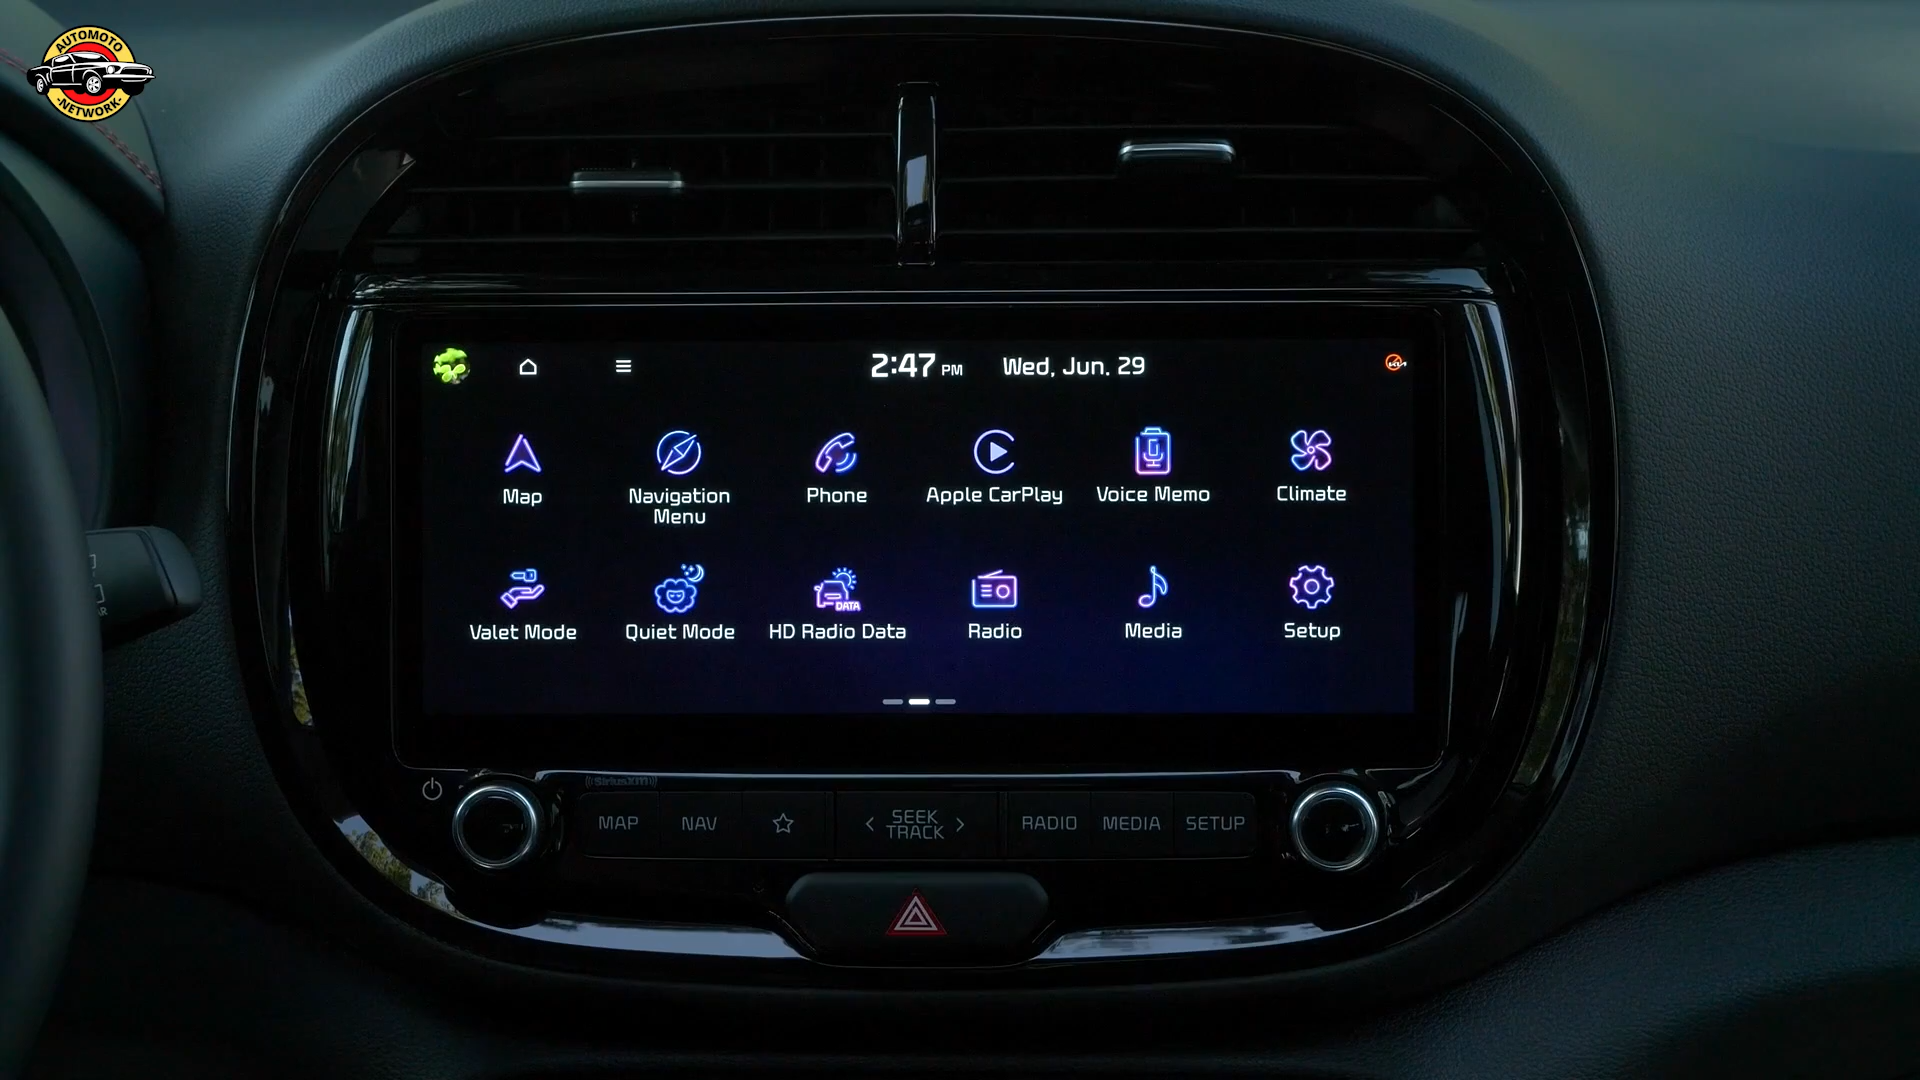 AUTOMOTO
-NETWORK-
2:47 PM Wed, Jun. 29
Map
Navigation
Menu
Phone
Apple CarPlay
Voice Memo
Climate
Valet Mode
Quiet Mode
DATA
HD Radio Data
Radio
Media
Setup
SiriusXM
MAP
NAV
SEEK
TRACK
RADIO
MEDIA
SETUP